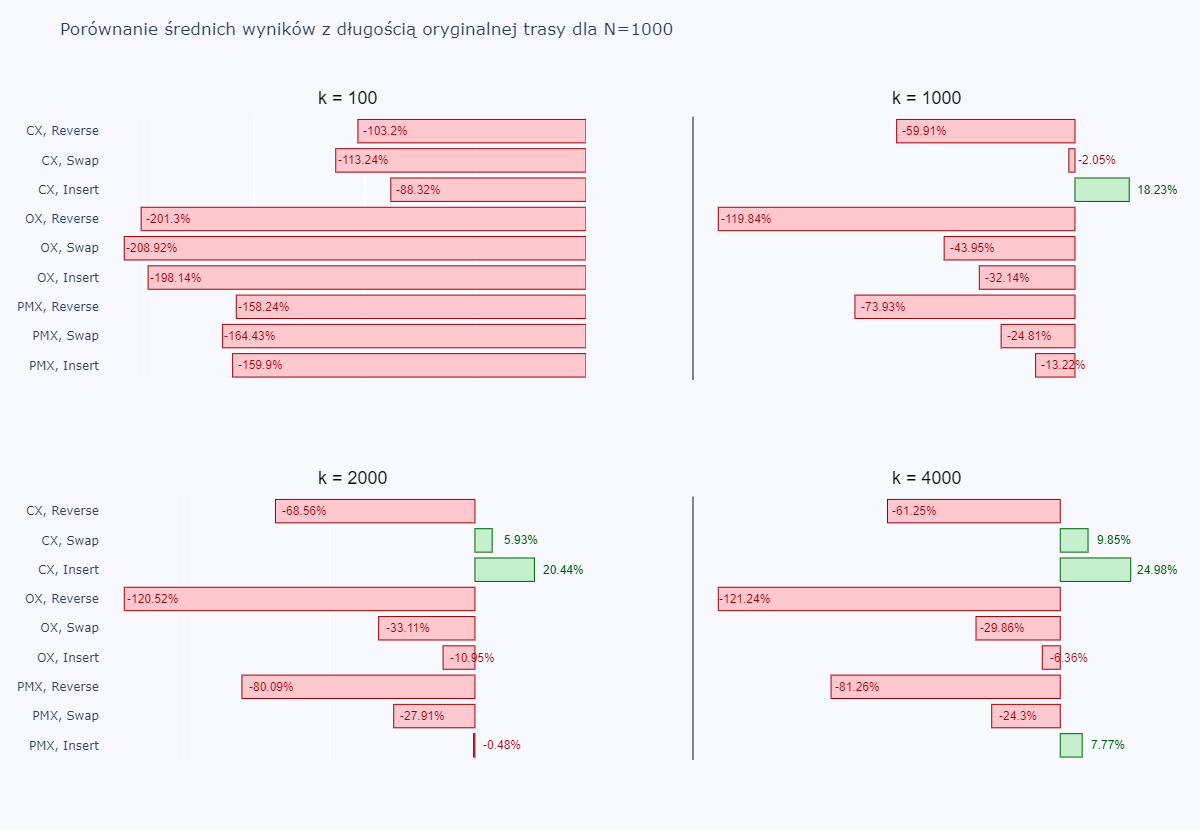 Porównanie średnich wyników z długością oryginalnej trasy dla N=1000
k = 100
CX, Reverse -103.2%
CX, Swap -113.24%
CX, Insert -88.32%
OX, Reverse -201.3%
OX, Swap -208.92%
OX, Insert -198.14%
PMX, Reverse -158.24%
PMX, Swap -164.43%
PMX, Insert -159.9%
k = 1000
-59.91%
-2.05%
18.23%
-119.84%
-43.95%
-32.14%
-73.93%
-24.81%
-13.22%
k = 2000
CX, Reverse -68.56%
CX, Swap 5.93%
CX, Insert 20.44%
OX, Reverse -120.52%
OX, Swap -33.11%
OX, Insert -10.95%
PMX, Reverse -80.09%
PMX, Swap -27.91%
PMX, Insert -0.48%
k = 4000
-61.25%
9.85%
24.98%
-121.24%
-29.86%
-6.36%
-81.26%
-24.3%
7.77%